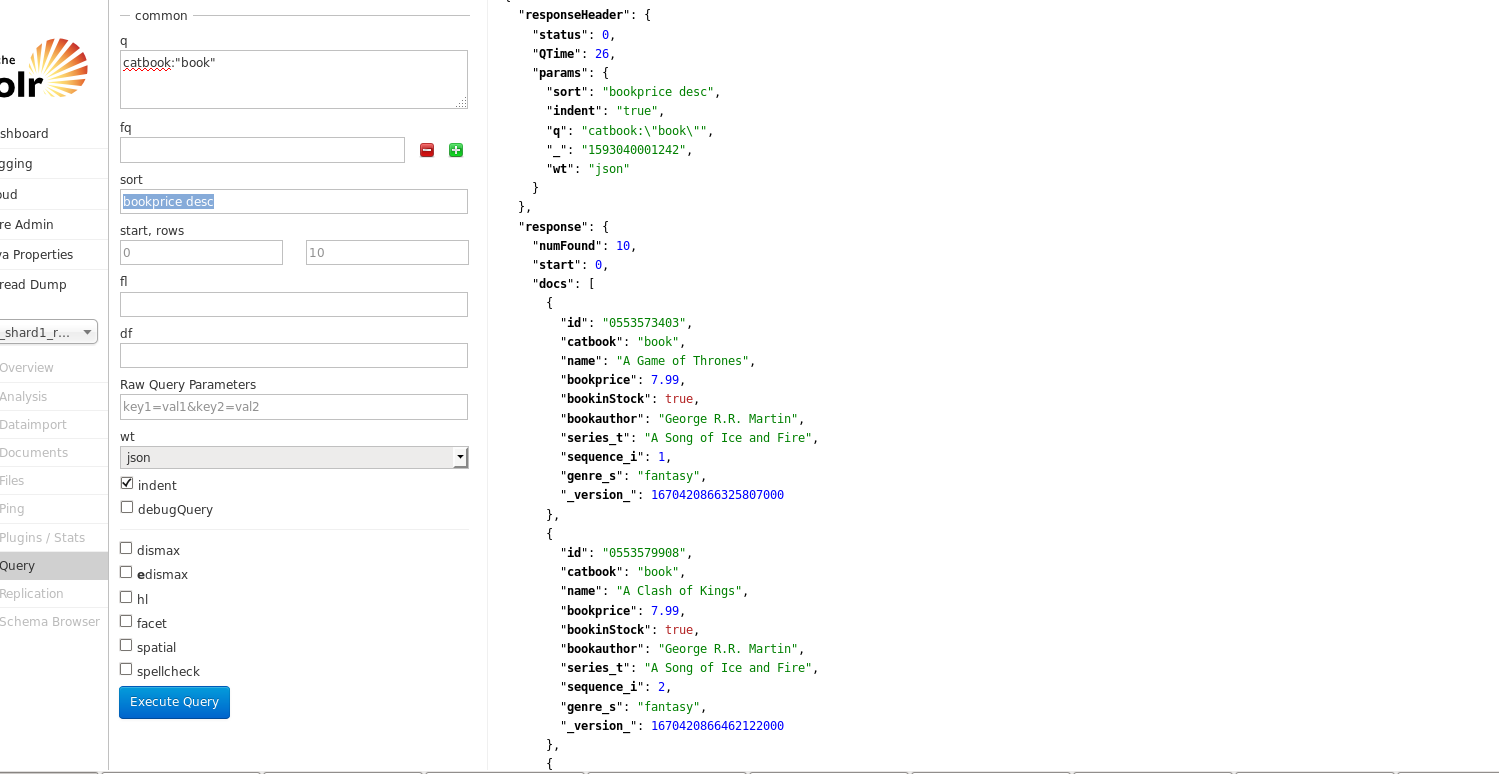 che
olr
shboard
gging
oud
re Admin
va Properties
read Dump
_shard1_r...
Overview
Analysis
Dataimport
Documents
Files
Ping
Plugins / Stats
Query
Replication
Schema Browser
common
q
catbook:"book"
fq
sort
bookprice desc
start, rows
0 10
fl
df
Raw Query Parameters
key1=val1&key2=val2
wt
json
indent
debugQuery
dismax
edismax
hl
facet
spatial
spellcheck
Execute Query
"responseHeader": {
"status": 0,
"QTime": 26,
"params": {
"sort": "bookprice desc",
"indent": "true",
"q": "catbook:\"book\"",
"_": "1593040001242",
"wt": "json"
}
},
"response": {
"numFound": 10,
"start": 0,
"docs": [
{
"id": "0553573403",
"catbook": "book",
"name": "A Game of Thrones",
"bookprice": 7.99,
"bookinStock": true,
"bookauthor": "George R.R. Martin",
"series_t": "A Song of Ice and Fire",
"sequence_i": 1,
"genre_s": "fantasy",
"_version_": 1670420866325807000
},
{
"id": "0553579908",
"catbook": "book",
"name": "A Clash of Kings",
"bookprice": 7.99,
"bookinStock": true,
"bookauthor": "George R.R. Martin",
"series_t": "A Song of Ice and Fire",
"sequence_i": 2,
"genre_s": "fantasy",
"_version_": 1670420866462122000
},
{